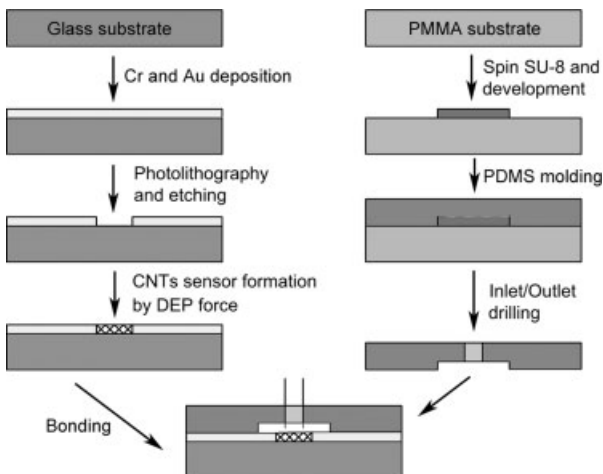 Glass substrate
Cr and Au deposition
Photolithography
and etching
CNTs sensor formation
by DEP force
Bonding
PMMA substrate
Spin SU-8 and
development
PDMS molding
Inlet/Outlet
drilling